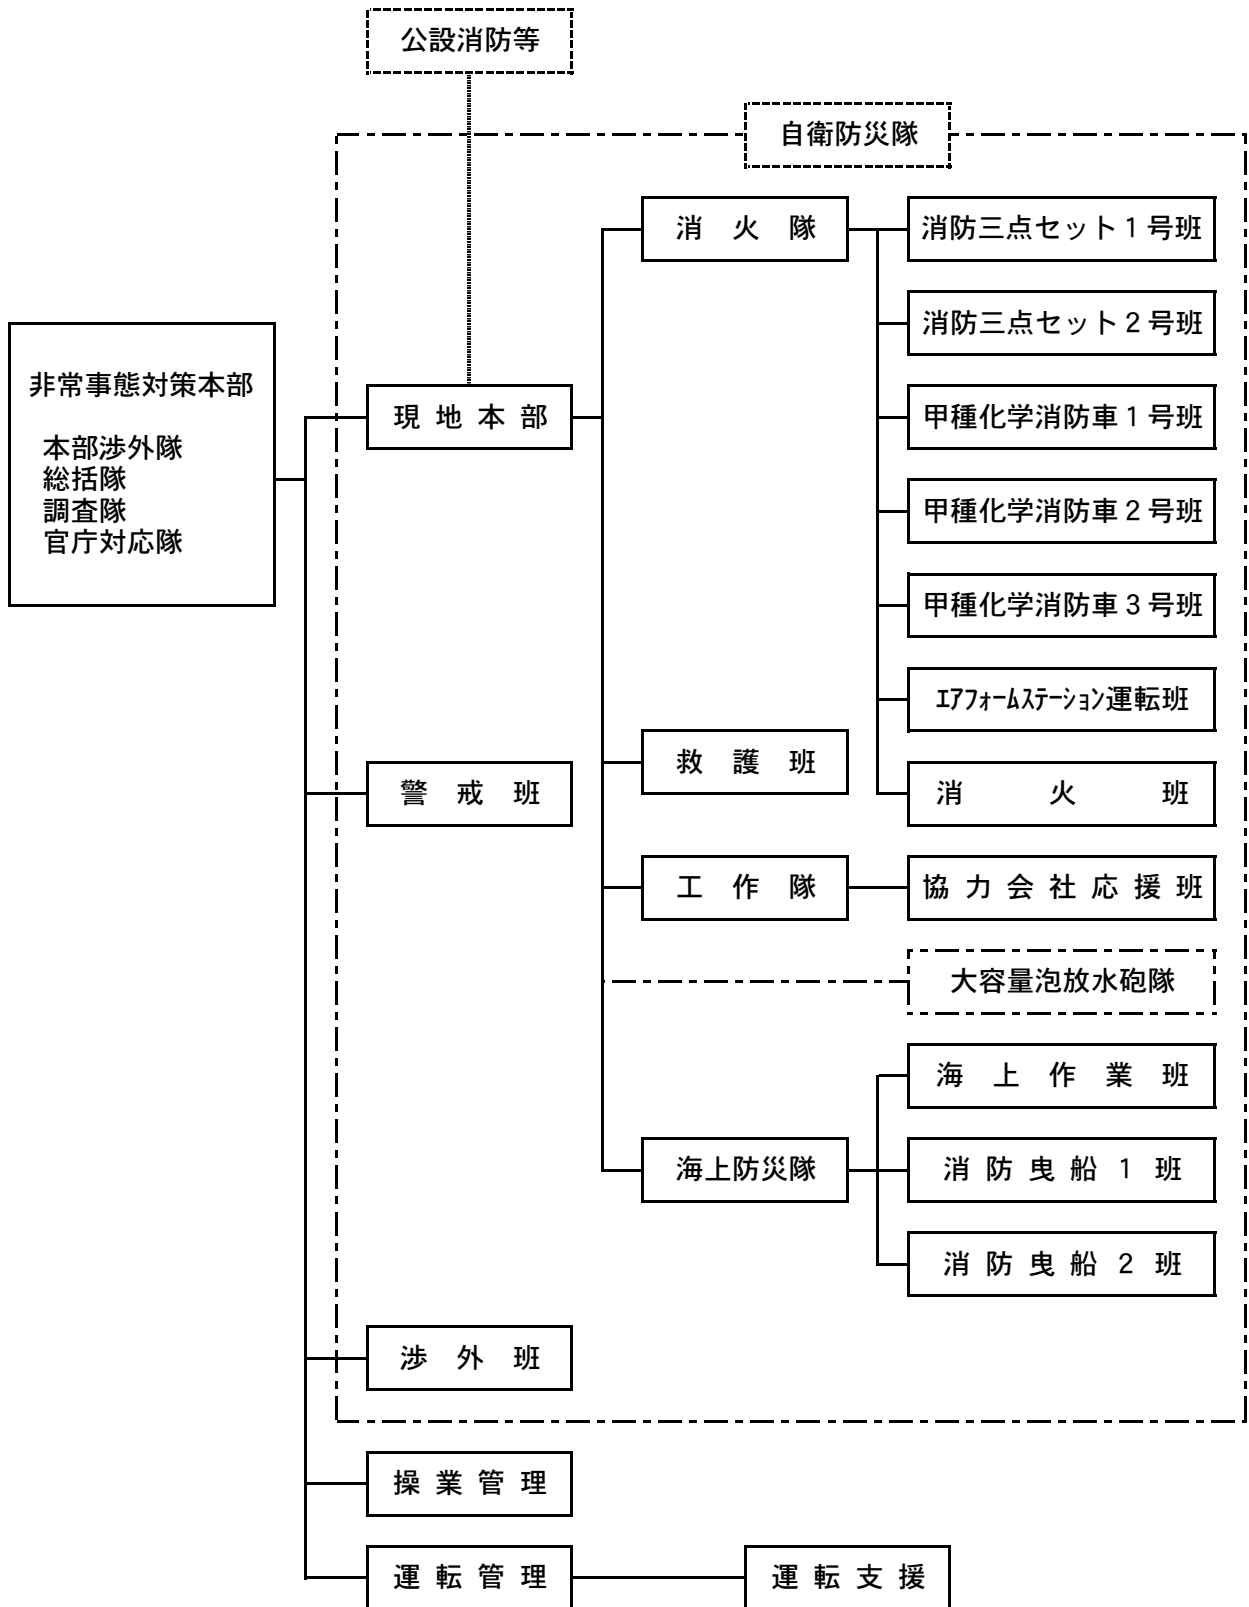 公設消防等
自衛防災隊
消火隊
消防三点セット1号班
消防三点セット2号班
非常事態対策本部
本部渉外隊
総括隊
調査隊
官庁対応隊
現地本部
甲種化学消防車1号班
甲種化学消防車2号班
甲種化学消防車3号班
ｴｱﾌｫｰﾑｽﾃｰｼｮﾝ運転班
救護班
警戒班
消火班
工作隊
協力会社応援班
大容量泡放水砲隊
海上作業班
海上防災隊
消防曳船1班
消防曳船2班
渉外班
操業管理
運転管理
運転支援